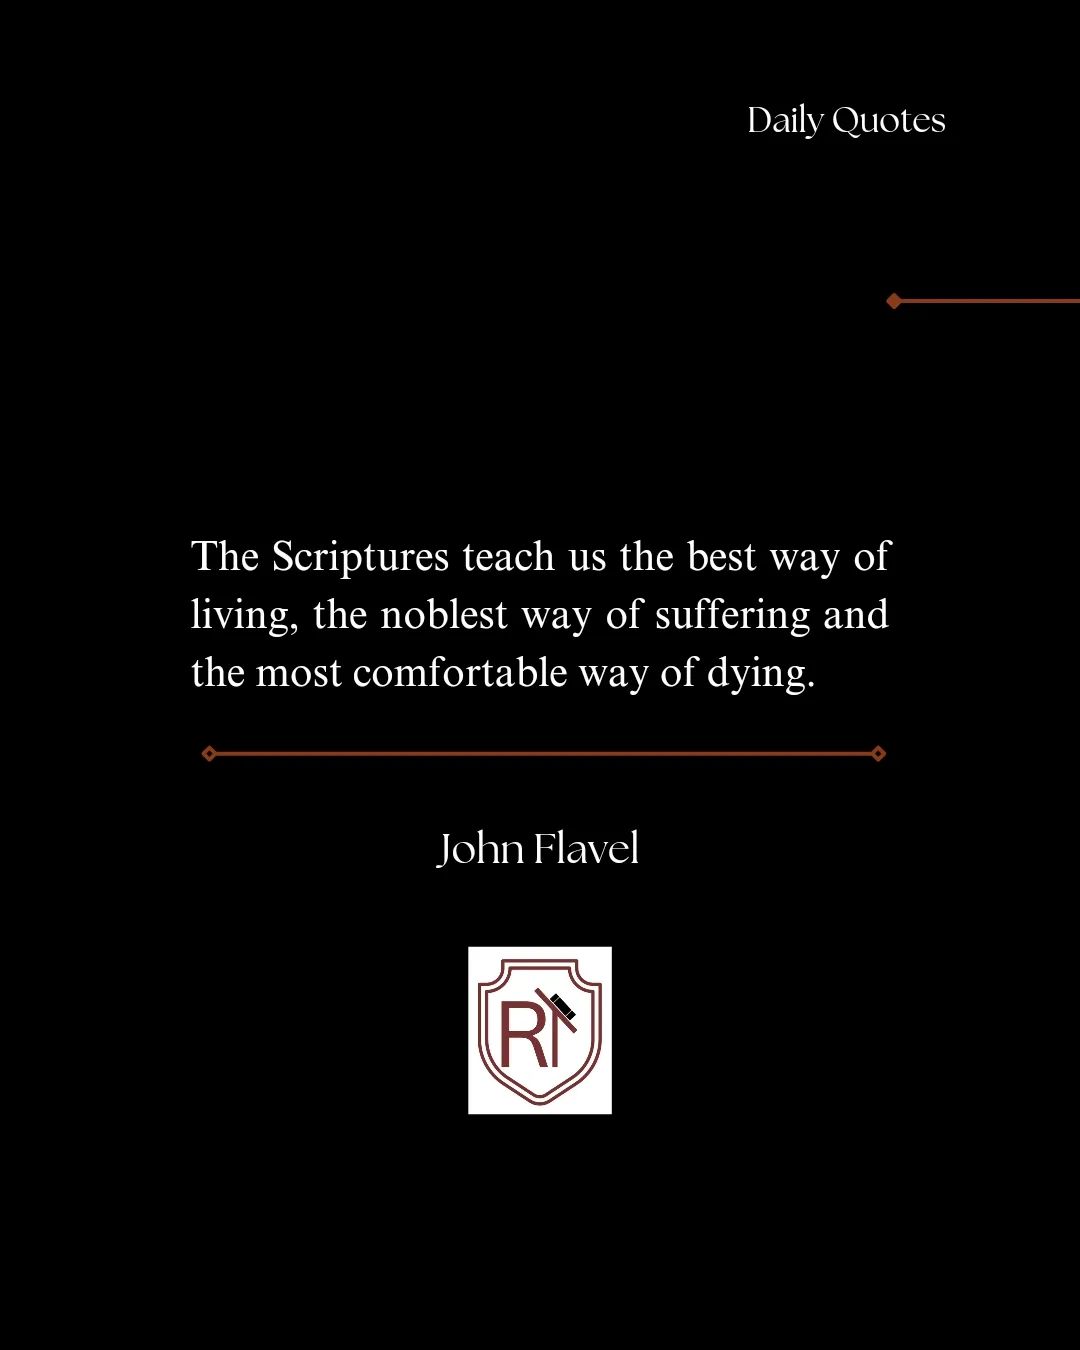 Daily Quotes
The Scriptures teach us the best way of
living, the noblest way of suffering and
the most comfortable way of dying.
John Flavel